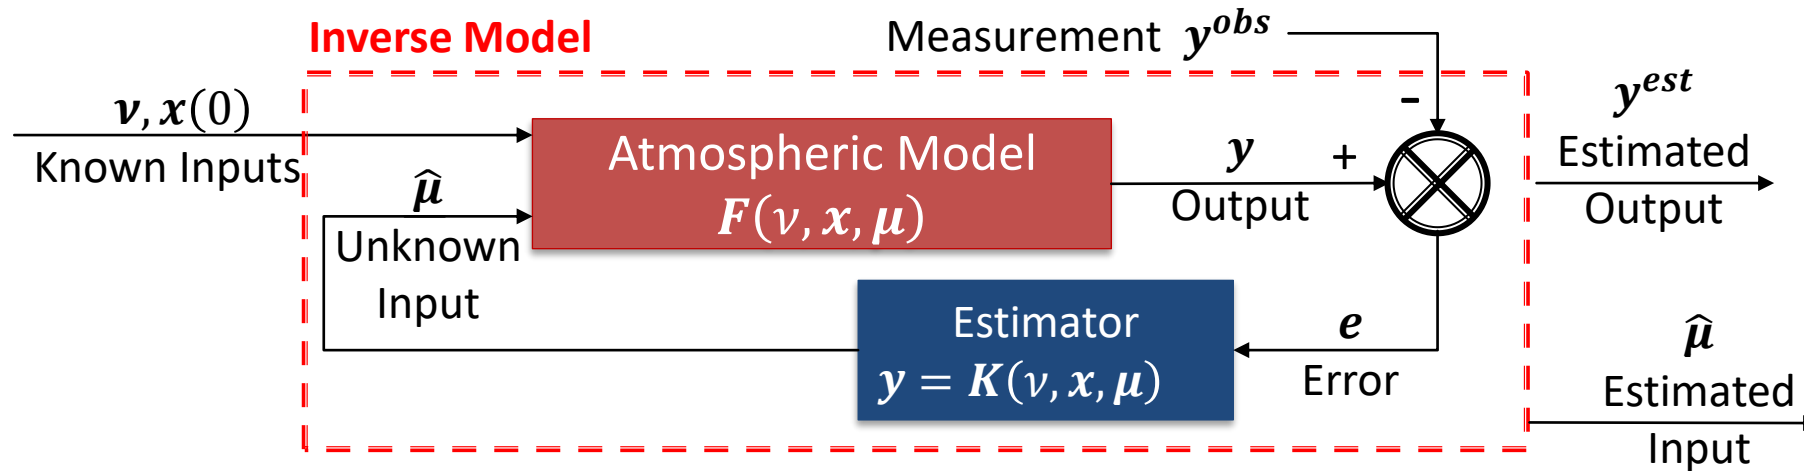 Inverse Model
Measurement y^obs
-
ν, x(0)
Known Inputs
Atmospheric Model
F(ν, x, μ)
μ̂
Unknown
Input
y
+
Output
y^est
Estimated
Output
Estimator
y = K(ν, x, μ)
e
Error
μ̂
Estimated
Input